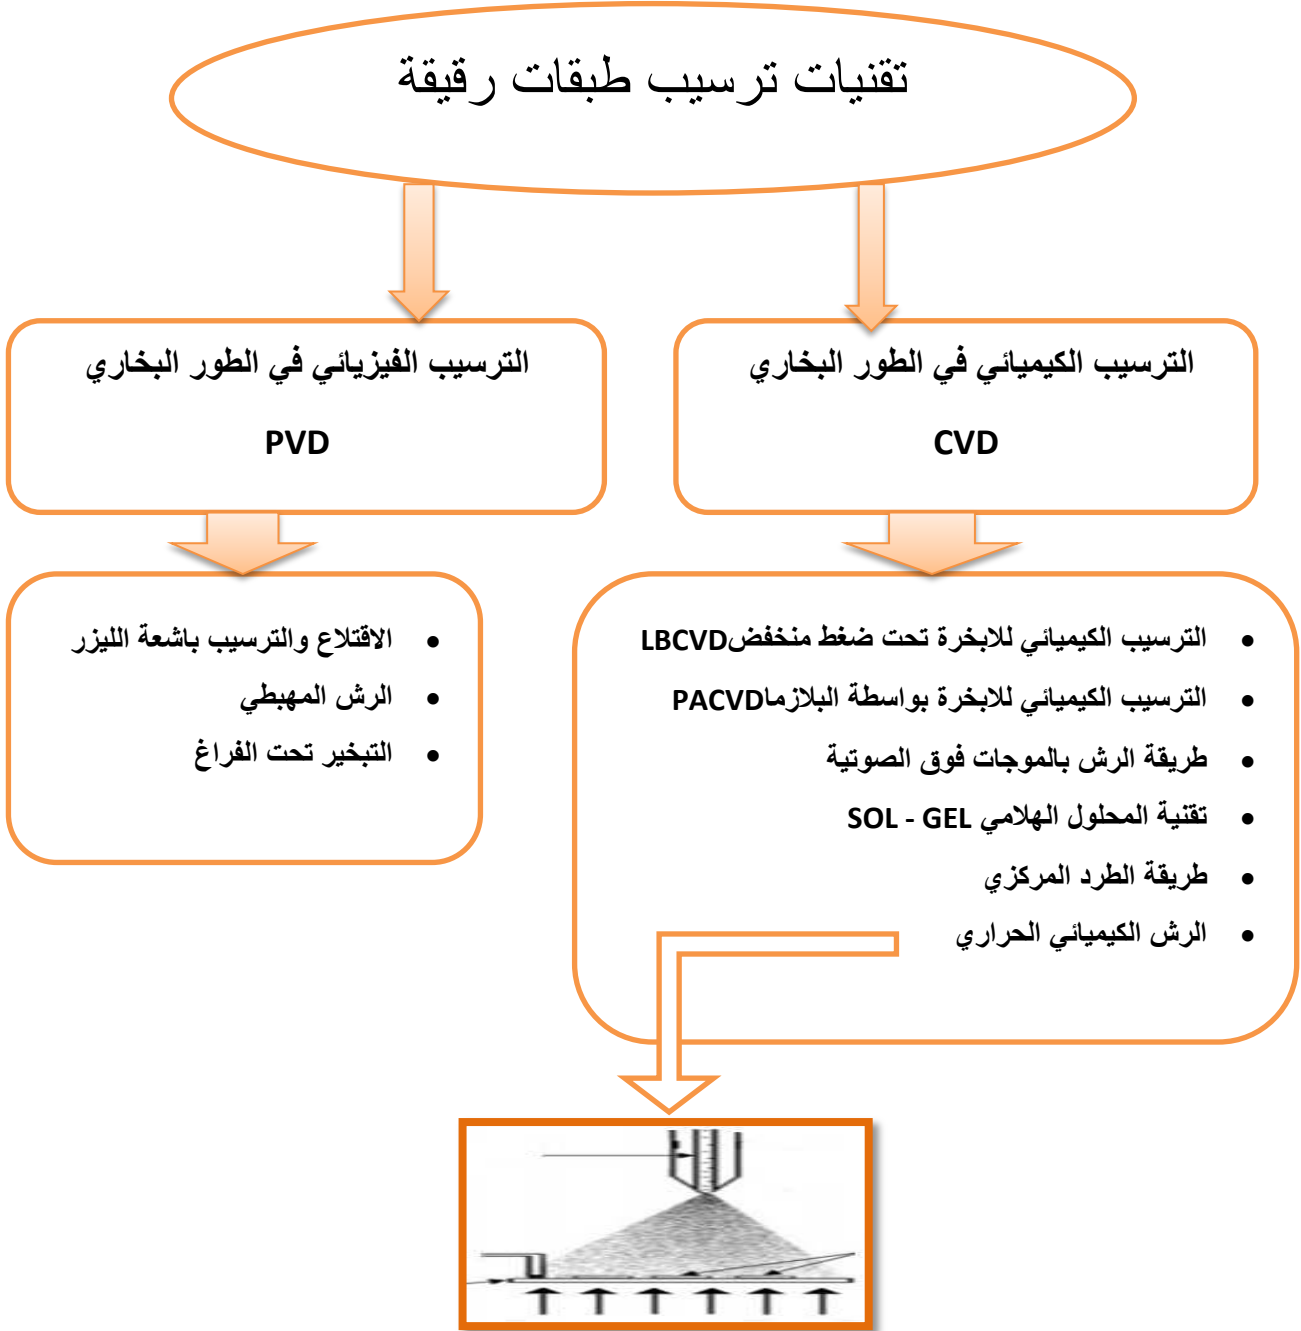 تقنيات ترسيب طبقات رقيقة
الترسيب الكيميائي في الطور البخاري
CVD
الترسيب الفيزيائي في الطور البخاري
PVD
• الترسيب الكيميائي للابخرة تحت ضغط منخفضLBCVD
• الترسيب الكيميائي للابخرة بواسطة البلازماPACVD
• طريقة الرش بالموجات فوق الصوتية
• تقنية المحلول الهلامي SOL - GEL
• طريقة الطرد المركزي
• الرش الكيميائي الحراري
• الاقتلاع والترسيب باشعة الليزر
• الرش المهبطي
• التبخير تحت الفراغ